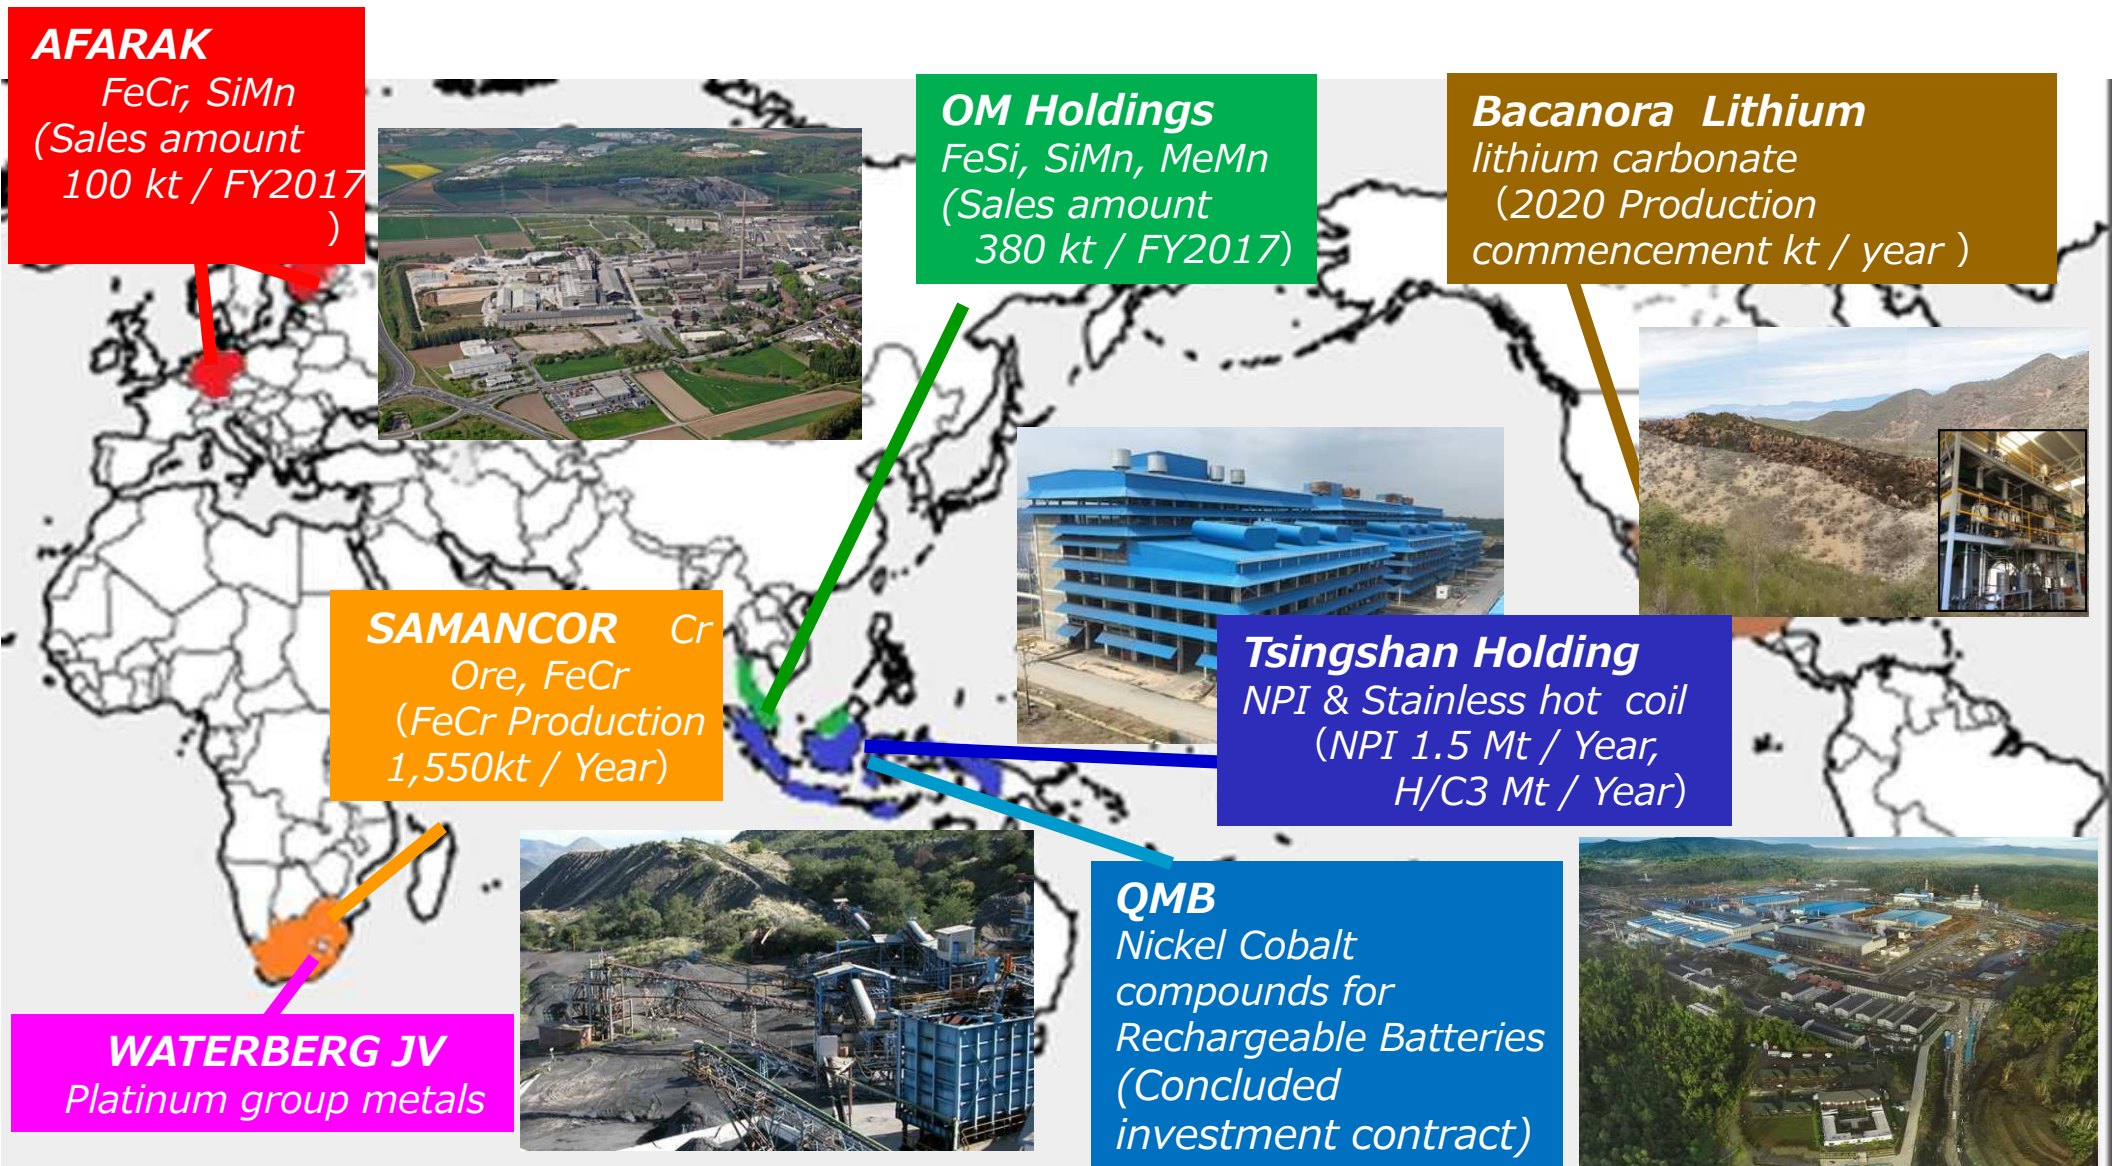 AFARAK
FeCr, SiMn
(Sales amount
100 kt / FY2017
)
OM Holdings
FeSi, SiMn, MeMn
(Sales amount
380 kt / FY2017)
Bacanora Lithium
lithium carbonate
（2020 Production
commencement kt / year ）
SAMANCOR Cr
Ore, FeCr
（FeCr Production
1,550kt / Year）
Tsingshan Holding
NPI & Stainless hot coil
（NPI 1.5 Mt / Year,
H/C3 Mt / Year）
WATERBERG JV
Platinum group metals
QMB
Nickel Cobalt
compounds for
Rechargeable Batteries
(Concluded
investment contract)